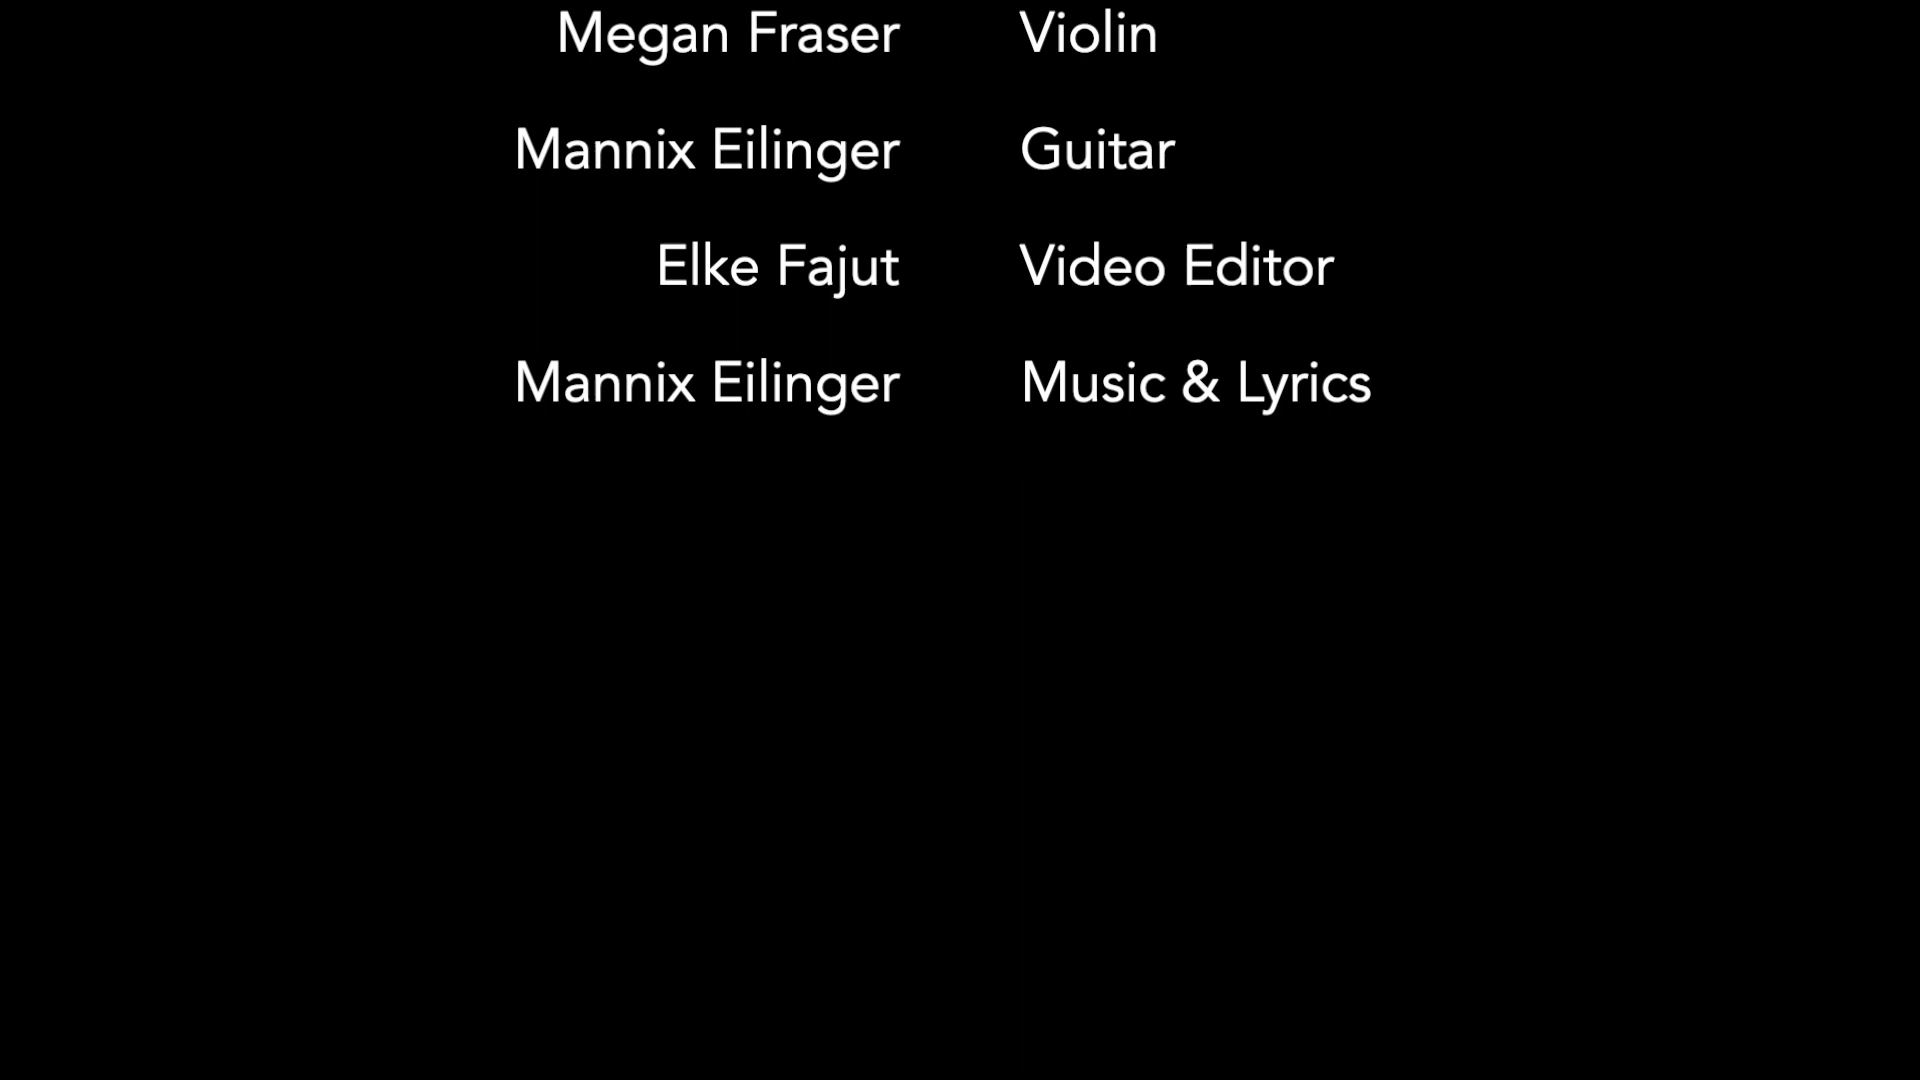 Megan Fraser Violin
Mannix Eilinger Guitar
Elke Fajut Video Editor
Mannix Eilinger Music & Lyrics